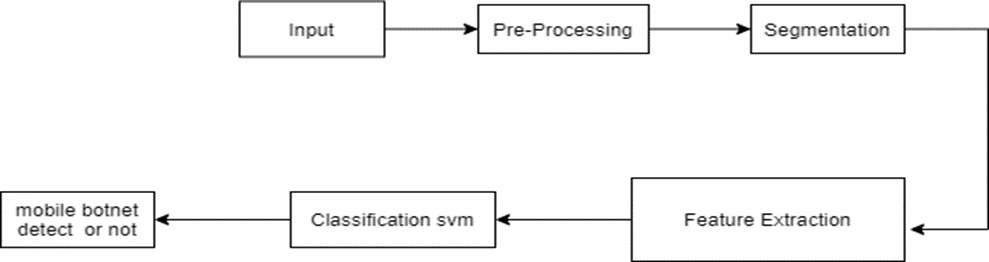 Input
Pre-Processing
Segmentation
Feature Extraction
Classification svm
mobile botnet
detect or not